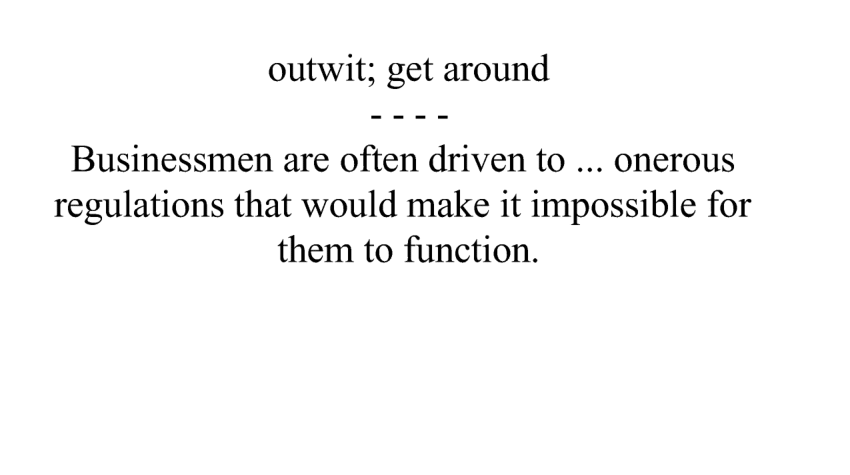 outwit; get around
- - - -
Businessmen are often driven to ... onerous
regulations that would make it impossible for
them to function.